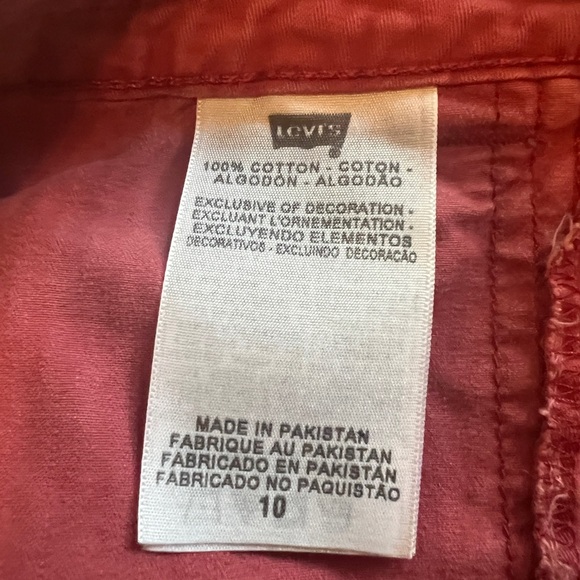 Levi's
100% COTTON - COTON -
ALGODÓN - ALGODÃO
EXCLUSIVE OF DECORATION -
EXCLUANT L'ORNEMENTATION -
EXCLUYENDO ELEMENTOS
DECORATIVOS - EXCLUINDO DECORAÇÃO
MADE IN PAKISTAN
FABRIQUE AU PAKISTAN
FABRICADO EN PAKISTAN
FABRICADO NO PAQUISTÃO
10